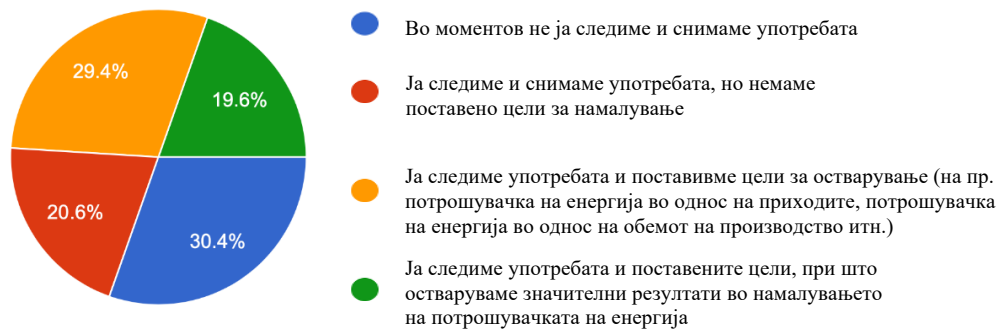 29.4%
19.6%
20.6%
30.4%
Во моментов не ја следиме и снимаме употребата
Ја следиме и снимаме употребата, но немаме
поставено цели за намалување
Ја следиме употребата и поставивме цели за остварување (на пр.
потрошувачка на енергија во однос на приходите, потрошувачка
на енергија во однос на обемот на производство итн.)
Ја следиме употребата и поставените цели, при што
остваруваме значителни резултати во намалувањето
на потрошувачката на енергија